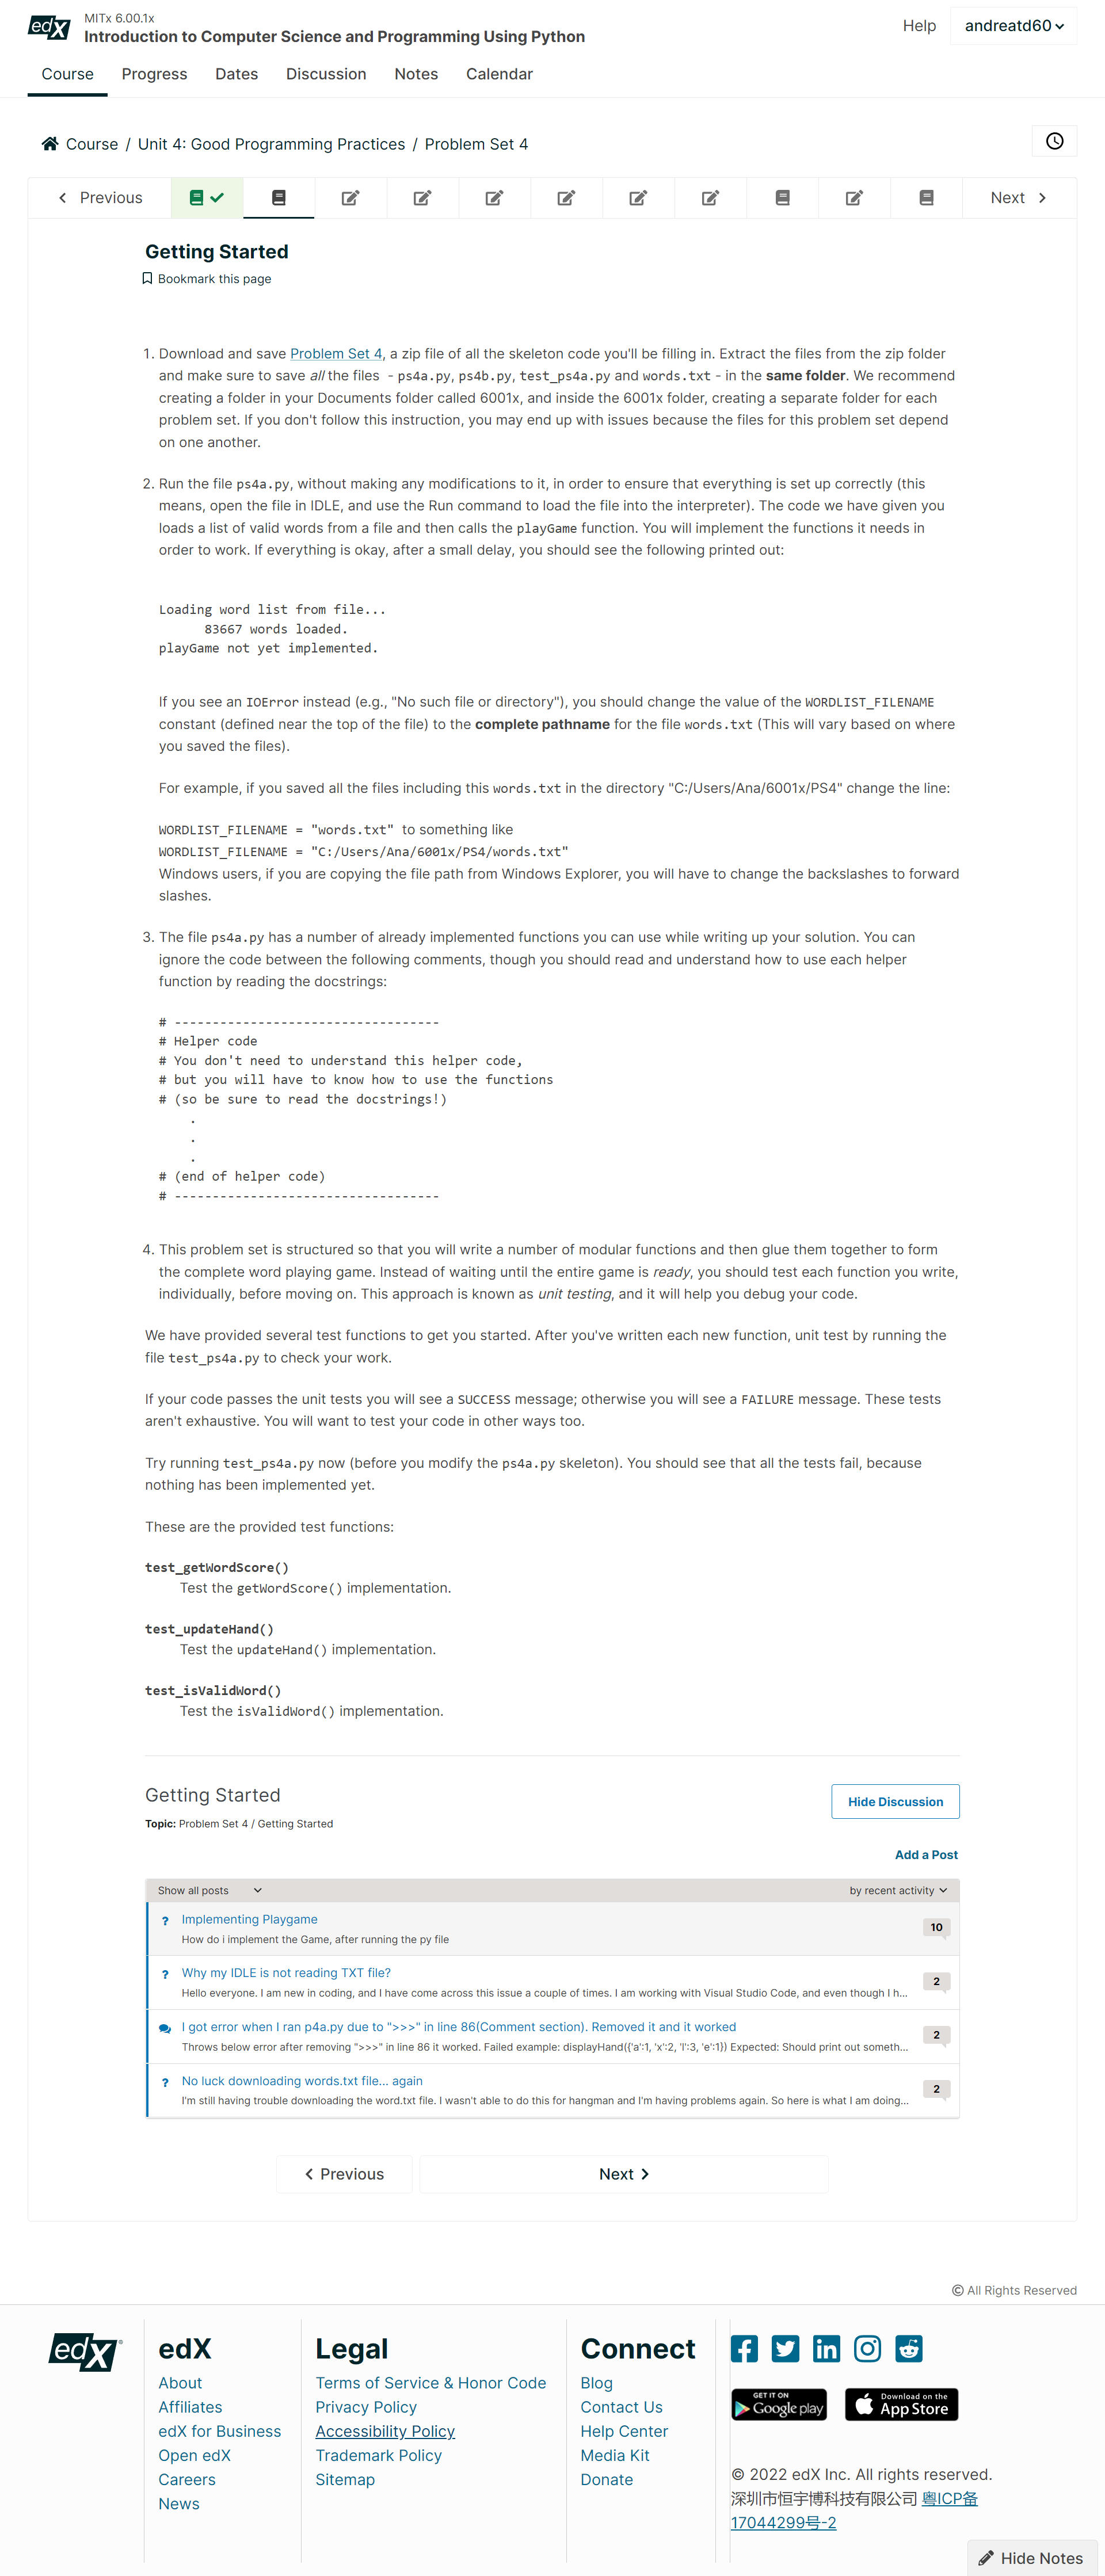 edX
MITx 6.00.1x
Introduction to Computer Science and Programming Using Python
Help
andreatd60
Course Progress Dates Discussion Notes Calendar
Course / Unit 4: Good Programming Practices / Problem Set 4
Previous
Next
Getting Started
Bookmark this page
1. Download and save Problem Set 4, a zip file of all the skeleton code you'll be filling in. Extract the files from the zip folder
and make sure to save all the files - ps4a.py, ps4b.py, test_ps4a.py and words.txt - in the same folder. We recommend
creating a folder in your Documents folder called 6001x, and inside the 6001x folder, creating a separate folder for each
problem set. If you don't follow this instruction, you may end up with issues because the files for this problem set depend
on one another.
2. Run the file ps4a.py, without making any modifications to it, in order to ensure that everything is set up correctly (this
means, open the file in IDLE, and use the Run command to load the file into the interpreter). The code we have given you
loads a list of valid words from a file and then calls the playGame function. You will implement the functions it needs in
order to work. If everything is okay, after a small delay, you should see the following printed out:
Loading word list from file...
83667 words loaded.
playGame not yet implemented.
If you see an IOError instead (e.g., "No such file or directory"), you should change the value of the WORDLIST_FILENAME
constant (defined near the top of the file) to the complete pathname for the file words.txt (This will vary based on where
you saved the files).
For example, if you saved all the files including this words.txt in the directory "C:/Users/Ana/6001x/PS4" change the line:
WORDLIST_FILENAME = "words.txt" to something like
WORDLIST_FILENAME = "C:/Users/Ana/6001x/PS4/words.txt"
Windows users, if you are copying the file path from Windows Explorer, you will have to change the backslashes to forward
slashes.
3. The file ps4a.py has a number of already implemented functions you can use while writing up your solution. You can
ignore the code between the following comments, though you should read and understand how to use each helper
function by reading the docstrings:
# -----------------------------------
# Helper code
# You don't need to understand this helper code,
# but you will have to know how to use the functions
# (so be sure to read the docstrings!)
.
.
.
# (end of helper code)
# -----------------------------------
4. This problem set is structured so that you will write a number of modular functions and then glue them together to form
the complete word playing game. Instead of waiting until the entire game is ready, you should test each function you write,
individually, before moving on. This approach is known as unit testing, and it will help you debug your code.
We have provided several test functions to get you started. After you've written each new function, unit test by running the
file test_ps4a.py to check your work.
If your code passes the unit tests you will see a SUCCESS message; otherwise you will see a FAILURE message. These tests
aren't exhaustive. You will want to test your code in other ways too.
Try running test_ps4a.py now (before you modify the ps4a.py skeleton). You should see that all the tests fail, because
nothing has been implemented yet.
These are the provided test functions:
test_getWordScore()
Test the getWordScore() implementation.
test_updateHand()
Test the updateHand() implementation.
test_isValidWord()
Test the isValidWord() implementation.
Getting Started
Hide Discussion
Topic: Problem Set 4 / Getting Started
Add a Post
Show all posts
by recent activity
? Implementing Playgame
How do i implement the Game, after running the py file
10
? Why my IDLE is not reading TXT file?
Hello everyone. I am new in coding, and I have come across this issue a couple of times. I am working with Visual Studio Code, and even though I h...
2
I got error when I ran p4a.py due to ">>>" in line 86(Comment section). Removed it and it worked
Throws below error after removing ">>>" in line 86 it worked. Failed example: displayHand({'a':1, 'x':2, 'l':3, 'e':1}) Expected: Should print out someth...
2
? No luck downloading words.txt file... again
I'm still having trouble downloading the word.txt file. I wasn't able to do this for hangman and I'm having problems again. So here is what I am doing...
2
Previous
Next
© All Rights Reserved
edX
edX
About
Affiliates
edX for Business
Open edX
Careers
News
Legal
Terms of Service & Honor Code
Privacy Policy
Accessibility Policy
Trademark Policy
Sitemap
Connect
Blog
Contact Us
Help Center
Media Kit
Donate
GET IT ON
Google play
Download on the
App Store
© 2022 edX Inc. All rights reserved.
深圳市恒宇博科技有限公司 粤ICP备
17044299号-2
Hide Notes